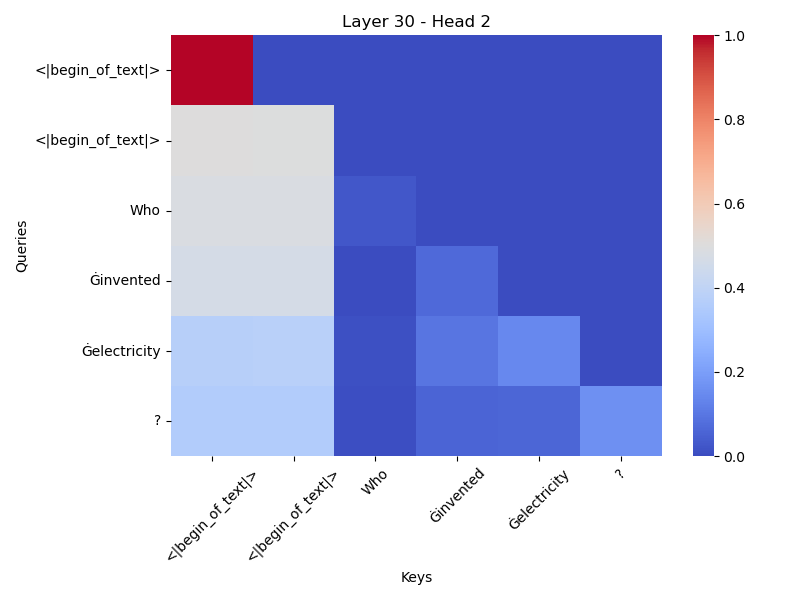 Layer 30 - Head 2
<|begin_of_text|>
<|begin_of_text|>
Who
Ġinvented
Ġelectricity
?
Queries
<|begin_of_text|>
<|begin_of_text|>
Who
Ġinvented
Ġelectricity
?
Keys
1.0
0.8
0.6
0.4
0.2
0.0